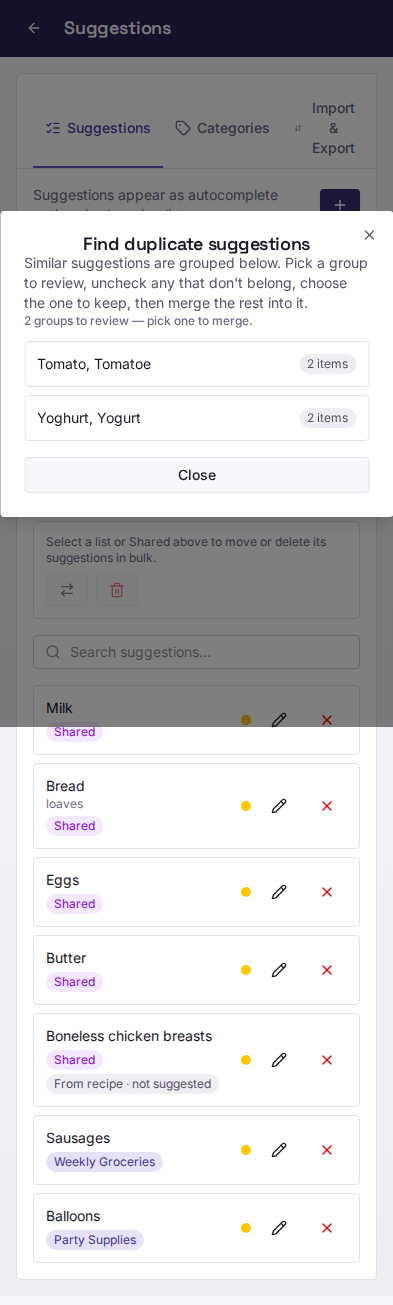 Suggestions
Suggestions
Categories
Import
&
Export
Suggestions appear as autocomplete
Find duplicate suggestions
Similar suggestions are grouped below. Pick a group
to review, uncheck any that don't belong, choose
the one to keep, then merge the rest into it.
2 groups to review — pick one to merge.
Tomato, Tomatoe
2 items
Yoghurt, Yogurt
2 items
Close
Select a list or Shared above to move or delete its
suggestions in bulk.
Search suggestions...
Milk
Shared
Bread
loaves
Shared
Eggs
Shared
Butter
Shared
Boneless chicken breasts
Shared
From recipe · not suggested
Sausages
Weekly Groceries
Balloons
Party Supplies